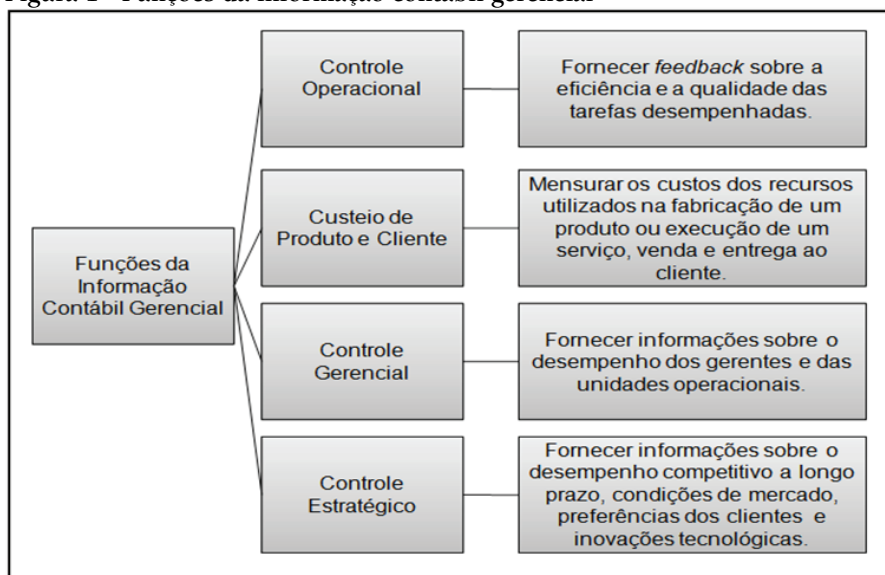 Controle
Operacional
Fornecer feedback sobre a
eficiência e a qualidade das
tarefas desempenhadas.
Custeio de
Produto e Cliente
Mensurar os custos dos recursos
utilizados na fabricação de um
produto ou execução de um
serviço, venda e entrega ao
cliente.
Funções da
Informação
Contábil Gerencial
Controle
Gerencial
Fornecer informações sobre o
desempenho dos gerentes e das
unidades operacionais.
Controle
Estratégico
Fornecer informações sobre o
desempenho competitivo a longo
prazo, condições de mercado,
preferências dos clientes e
inovações tecnológicas.